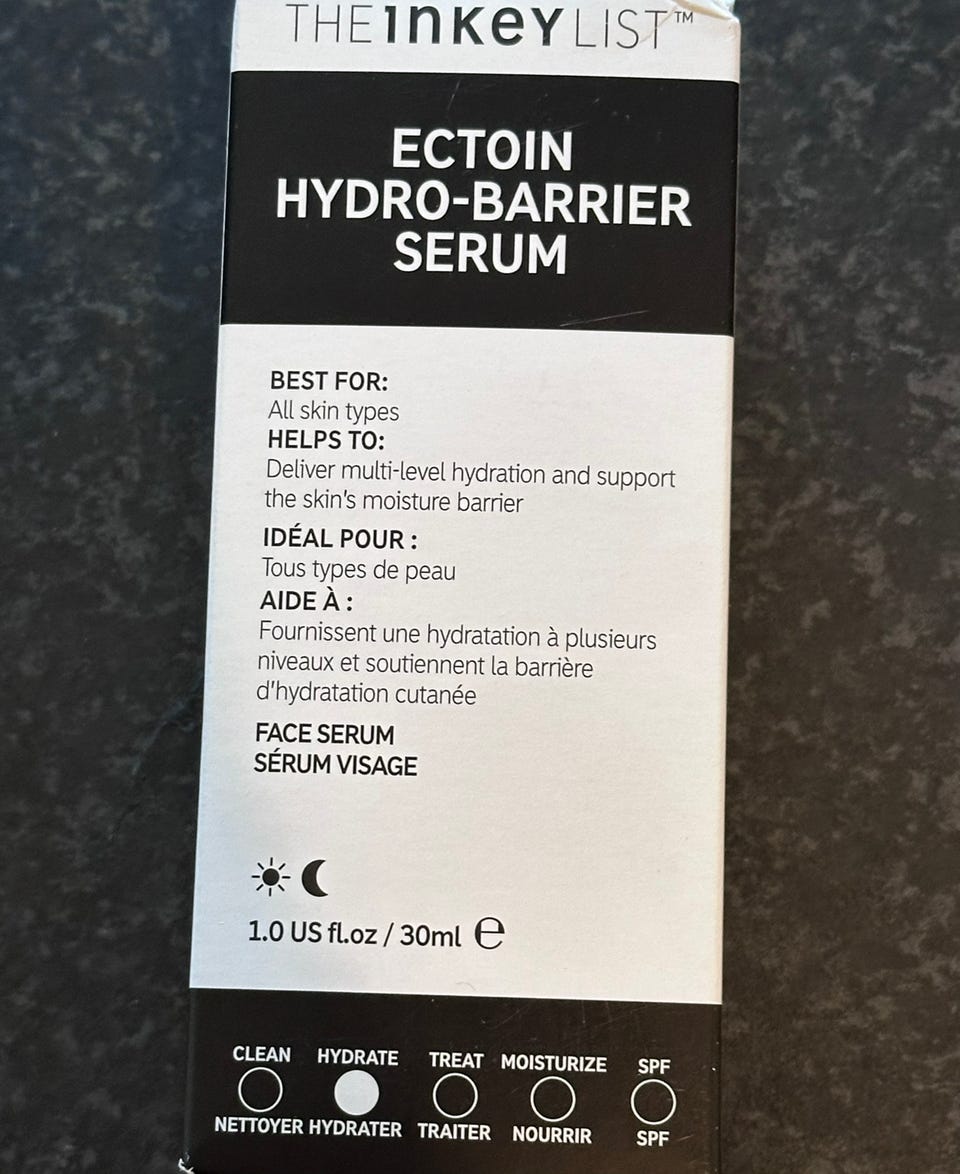 THE INKEY LIST™
ECTOIN
HYDRO-BARRIER
SERUM
BEST FOR:
All skin types
HELPS TO:
Deliver multi-level hydration and support
the skin's moisture barrier
IDÉAL POUR :
Tous types de peau
AIDE À :
Fournissent une hydratation à plusieurs
niveaux et soutiennent la barrière
d'hydratation cutanée
FACE SERUM
SÉRUM VISAGE
1.0 US fl.oz / 30ml ℮
CLEAN HYDRATE TREAT MOISTURIZE SPF
NETTOYER HYDRATER TRAITER NOURRIR SPF